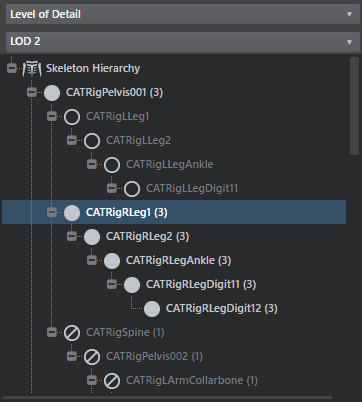 Level of Detail
LOD 2
Skeleton Hierarchy
CATRigPelvis001 (3)
CATRigLLeg1
CATRigLLeg2
CATRigLLegAnkle
CATRigLLegDigit11
CATRigRLeg1 (3)
CATRigRLeg2 (3)
CATRigRLegAnkle (3)
CATRigRLegDigit11 (3)
CATRigRLegDigit12 (3)
CATRigSpine (1)
CATRigPelvis002 (1)
CATRigLArmCollarbone (1)